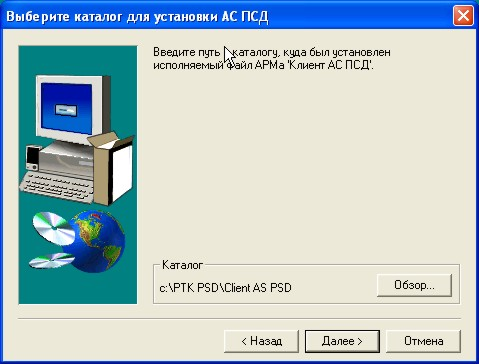 Выберите каталог для установки АС ПСД
Введите путь к каталогу, куда был установлен
исполняемый файл АРМа 'Клиент АС ПСД'.
Каталог
c:\PTK PSD\Client AS PSD
Обзор...
< Назад
Далее >
Отмена